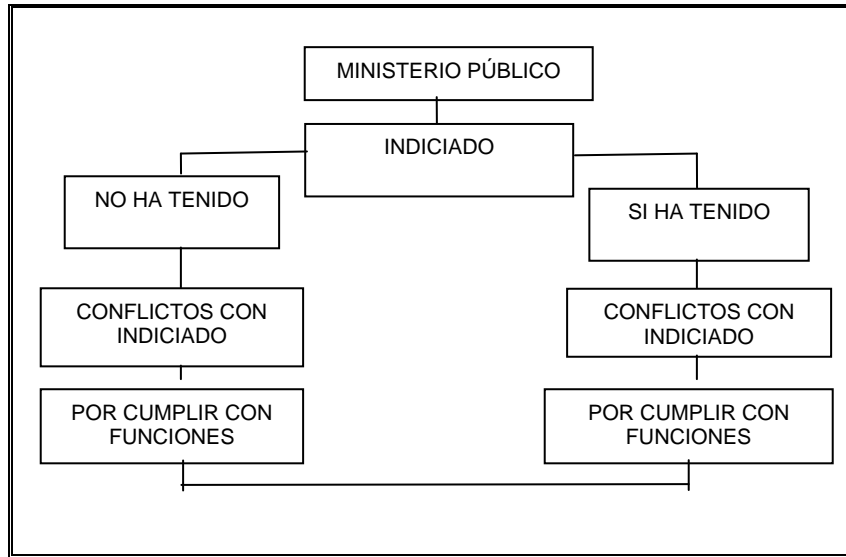 MINISTERIO PÚBLICO
INDICIADO
NO HA TENIDO
SI HA TENIDO
CONFLICTOS CON
INDICIADO
CONFLICTOS CON
INDICIADO
POR CUMPLIR CON
FUNCIONES
POR CUMPLIR CON
FUNCIONES